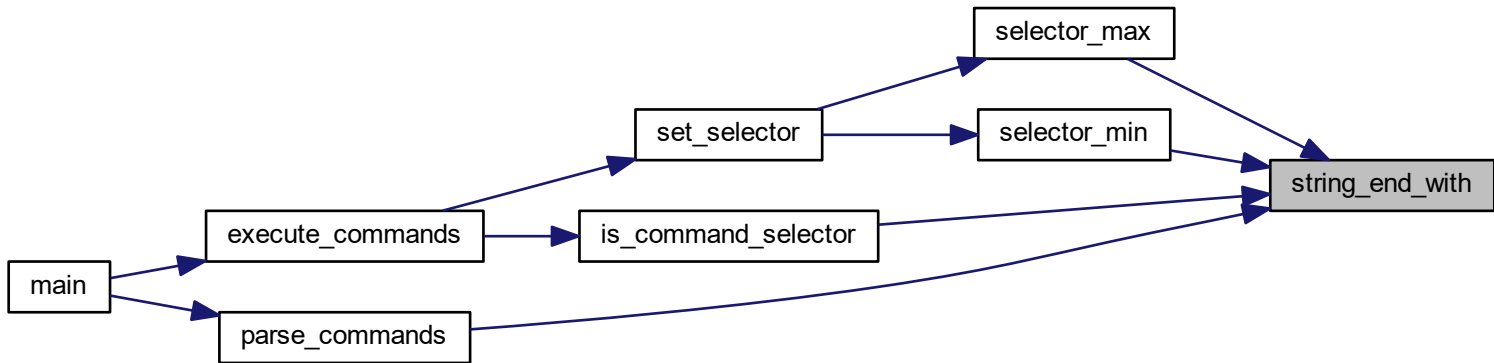 selector_max
set_selector
selector_min
string_end_with
execute_commands
is_command_selector
main
parse_commands